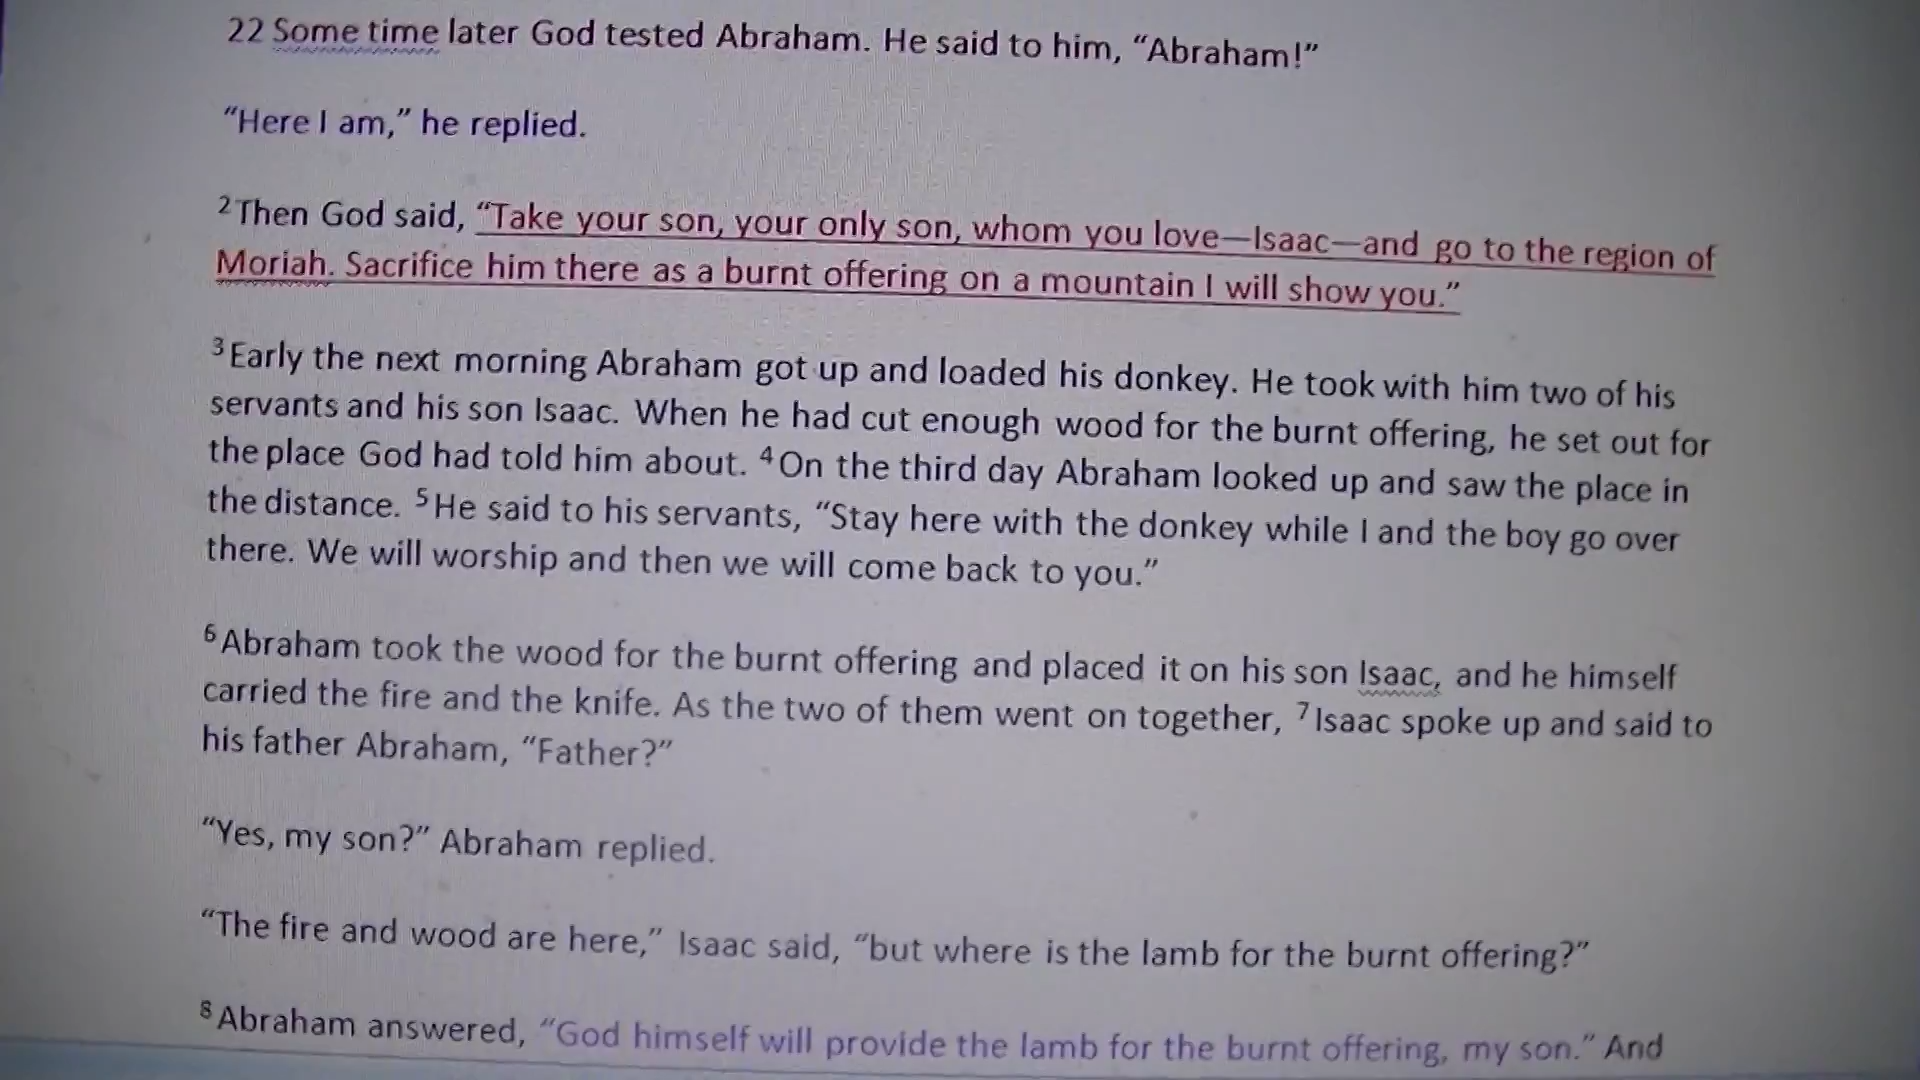 22 Some time later God tested Abraham. He said to him, “Abraham!”
“Here I am,” he replied.
2 Then God said, “Take your son, your only son, whom you love—Isaac—and go to the region of
Moriah. Sacrifice him there as a burnt offering on a mountain I will show you.”
3 Early the next morning Abraham got up and loaded his donkey. He took with him two of his
servants and his son Isaac. When he had cut enough wood for the burnt offering, he set out for
the place God had told him about. 4 On the third day Abraham looked up and saw the place in
the distance. 5 He said to his servants, “Stay here with the donkey while I and the boy go over
there. We will worship and then we will come back to you.”
6 Abraham took the wood for the burnt offering and placed it on his son Isaac, and he himself
carried the fire and the knife. As the two of them went on together, 7 Isaac spoke up and said to
his father Abraham, “Father?”
“Yes, my son?” Abraham replied.
“The fire and wood are here,” Isaac said, “but where is the lamb for the burnt offering?”
8 Abraham answered, “God himself will provide the lamb for the burnt offering, my son.” And